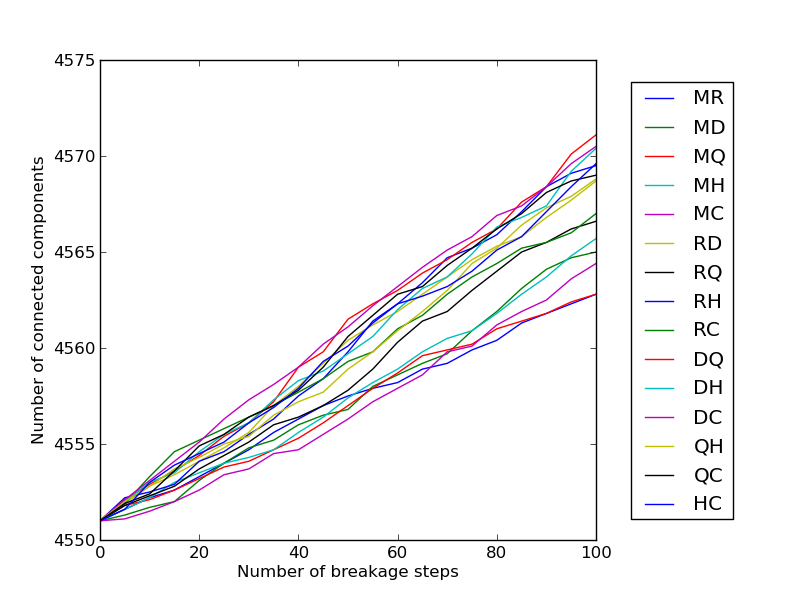 4575
4570
4565
4560
4555
4550
0 20 40 60 80 100
Number of breakage steps
Number of connected components
MR
MD
MQ
MH
MC
RD
RQ
RH
RC
DQ
DH
DC
QH
QC
HC